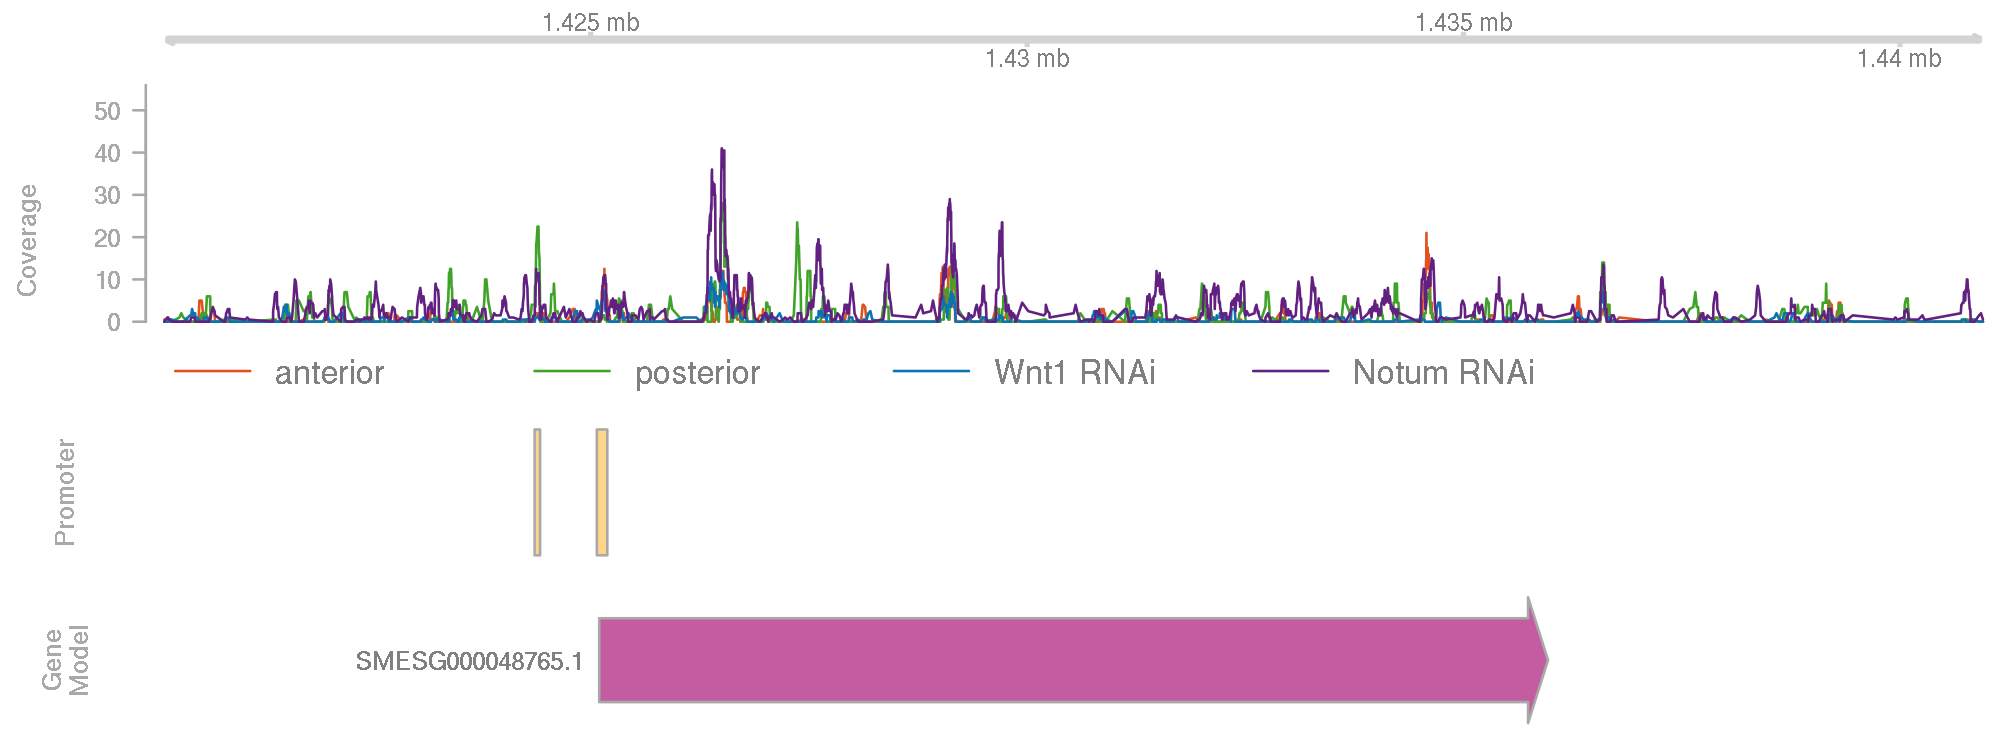 1.425 mb
1.435 mb
1.43 mb
1.44 mb
Coverage
50
40
30
20
10
0
anterior posterior Wnt1 RNAi Notum RNAi
Promoter
Gene
Model
SMESG000048765.1